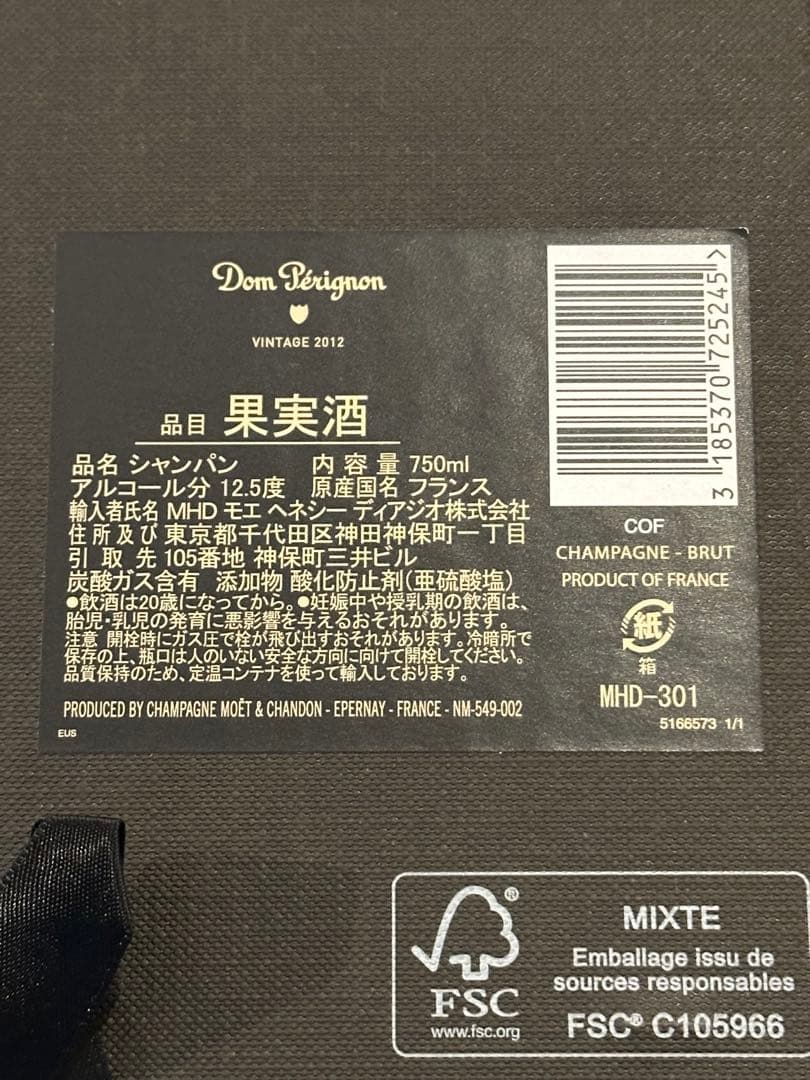 Dom Pérignon
VINTAGE 2012
品目 果実酒
品名 シャンパン 内容量 750ml
アルコール分 12.5度 原産国名 フランス
輸入者氏名 MHD モエ ヘネシー ディアジオ株式会社
住所及び 東京都千代田区神田神保町一丁目
引取先 105番地 神保町三井ビル
炭酸ガス含有 添加物 酸化防止剤(亜硫酸塩)
●飲酒は20歳になってから。●妊娠中や授乳期の飲酒は、
胎児・乳児の発育に悪影響を与えるおそれがあります。
注意 開栓時にガス圧で栓が飛び出すおそれがあります。冷暗所で
保存の上、瓶口は人のいない安全な方向に向けて開栓してください。
品質保持のため、定温コンテナを使って輸入しております。
PRODUCED BY CHAMPAGNE MOËT & CHANDON - EPERNAY - FRANCE - NM-549-002
EUS
3 185370 725245 >
COF
CHAMPAGNE - BRUT
PRODUCT OF FRANCE
紙
箱
MHD-301
5166573 1/1
FSC®
www.fsc.org
MIXTE
Emballage issu de
sources responsables
FSC® C105966